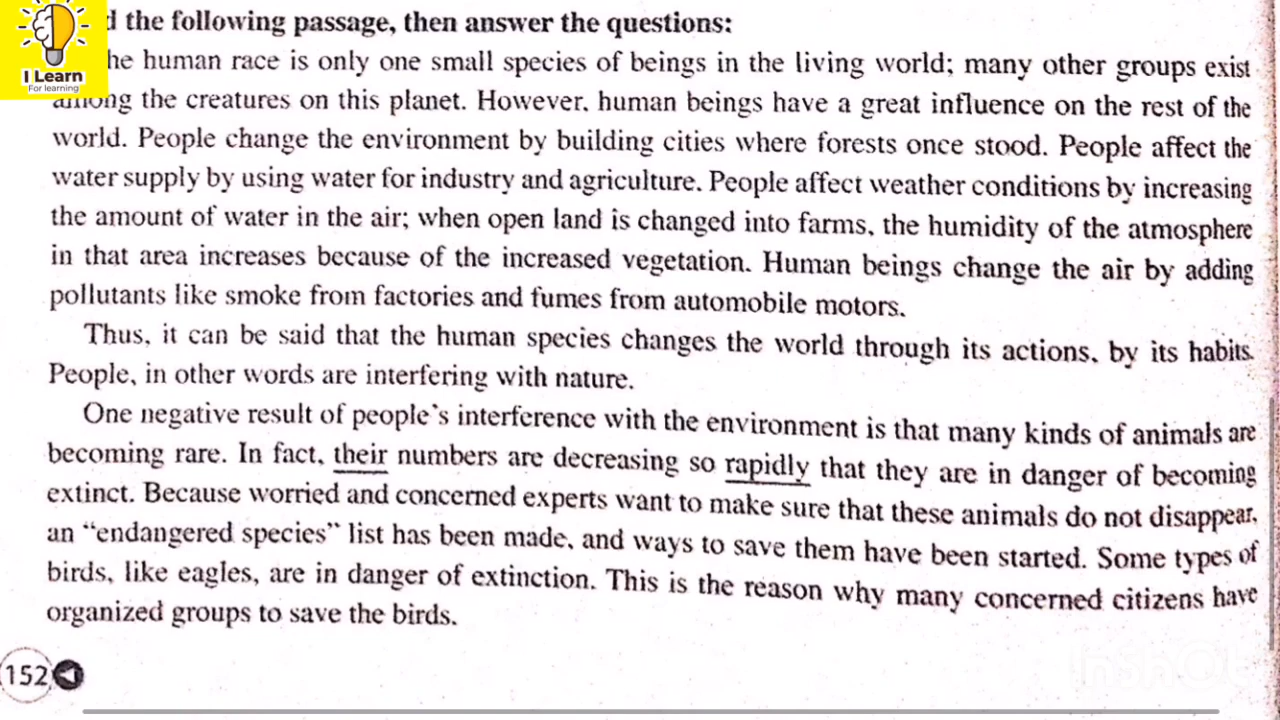 I Learn
For learning
the following passage, then answer the questions:
he human race is only one small species of beings in the living world; many other groups exist
among the creatures on this planet. However, human beings have a great influence on the rest of the
world. People change the environment by building cities where forests once stood. People affect the
water supply by using water for industry and agriculture. People affect weather conditions by increasing
the amount of water in the air; when open land is changed into farms, the humidity of the atmosphere
in that area increases because of the increased vegetation. Human beings change the air by adding
pollutants like smoke from factories and fumes from automobile motors.
Thus, it can be said that the human species changes the world through its actions, by its habits.
People, in other words are interfering with nature.
One negative result of people's interference with the environment is that many kinds of animals are
becoming rare. In fact, their numbers are decreasing so rapidly that they are in danger of becoming
extinct. Because worried and concerned experts want to make sure that these animals do not disappear,
an “endangered species” list has been made, and ways to save them have been started. Some types of
birds, like eagles, are in danger of extinction. This is the reason why many concerned citizens have
organized groups to save the birds.
152